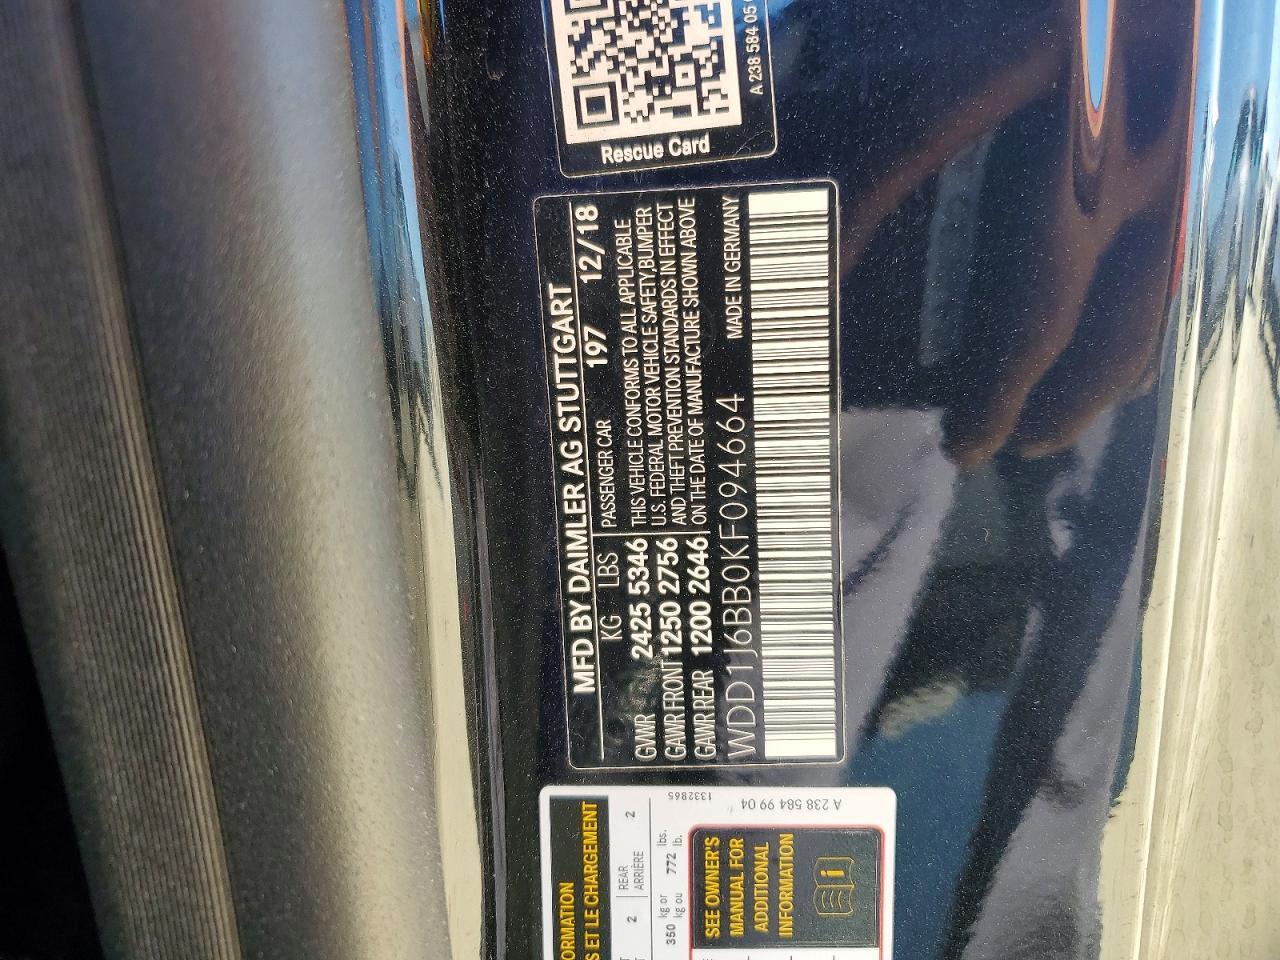 A 238 584 05
Rescue Card
MFD BY DAIMLER AG STUTTGART
KG LBS PASSENGER CAR 197 12/18
GVWR 2425 5346 THIS VEHICLE CONFORMS TO ALL APPLICABLE
U.S. FEDERAL MOTOR VEHICLE SAFETY,BUMPER
GAWR FRONT 1250 2756 AND THEFT PREVENTION STANDARDS IN EFFECT
GAWR REAR 1200 2646 ON THE DATE OF MANUFACTURE SHOWN ABOVE
WDD1J6BB0KF094664 MADE IN GERMANY
ET LE CHARGEMENT
2 REAR 2
ARRIÈRE
350 kg or 772 lbs.
kg ou lb.
SEE OWNER'S
MANUAL FOR
ADDITIONAL
INFORMATION
1332865
A 238 584 99 04